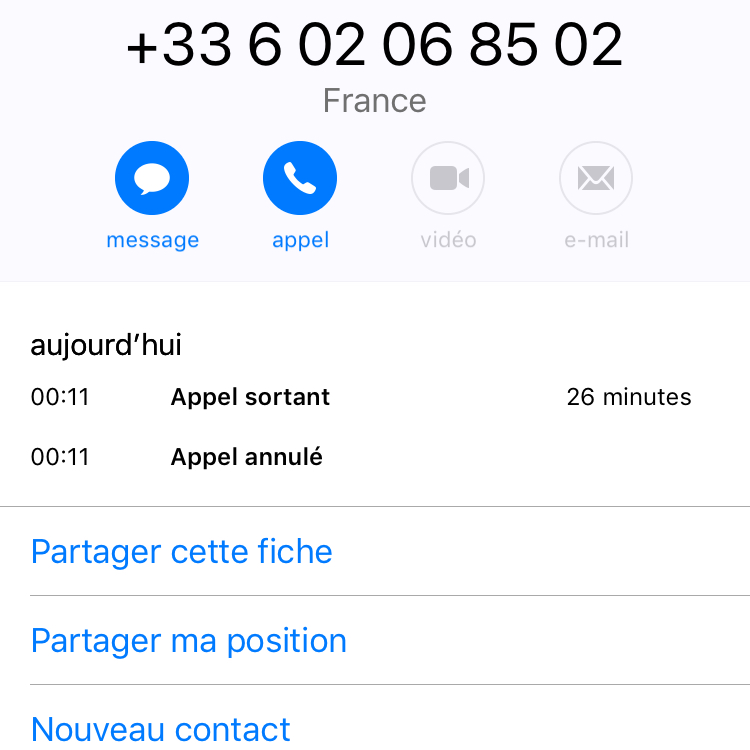 +33 6 02 06 85 02
France
message appel vidéo e-mail
aujourd’hui
00:11 Appel sortant 26 minutes
00:11 Appel annulé
Partager cette fiche
Partager ma position
Nouveau contact